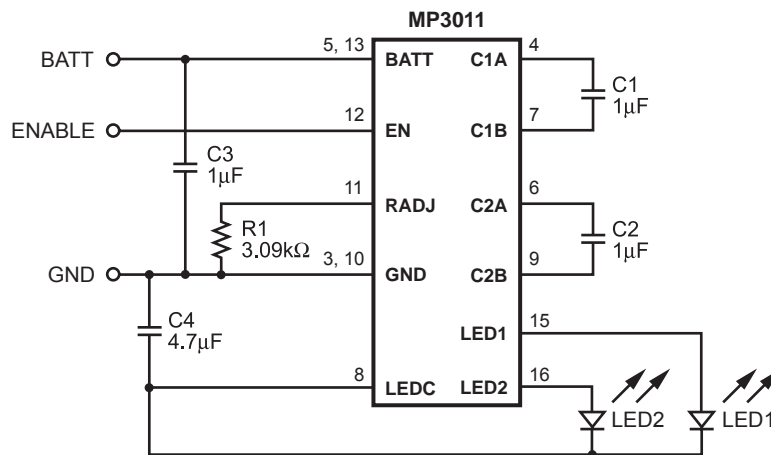 MP3011
BATT
5, 13
BATT
C1A
4
C1
1µF
ENABLE
12
EN
C1B
7
C3
1µF
11
RADJ
C2A
6
R1
3.09kΩ
C2
1µF
GND
3, 10
GND
C2B
9
C4
4.7µF
LED1
15
8
LEDC
LED2
16
LED2
LED1